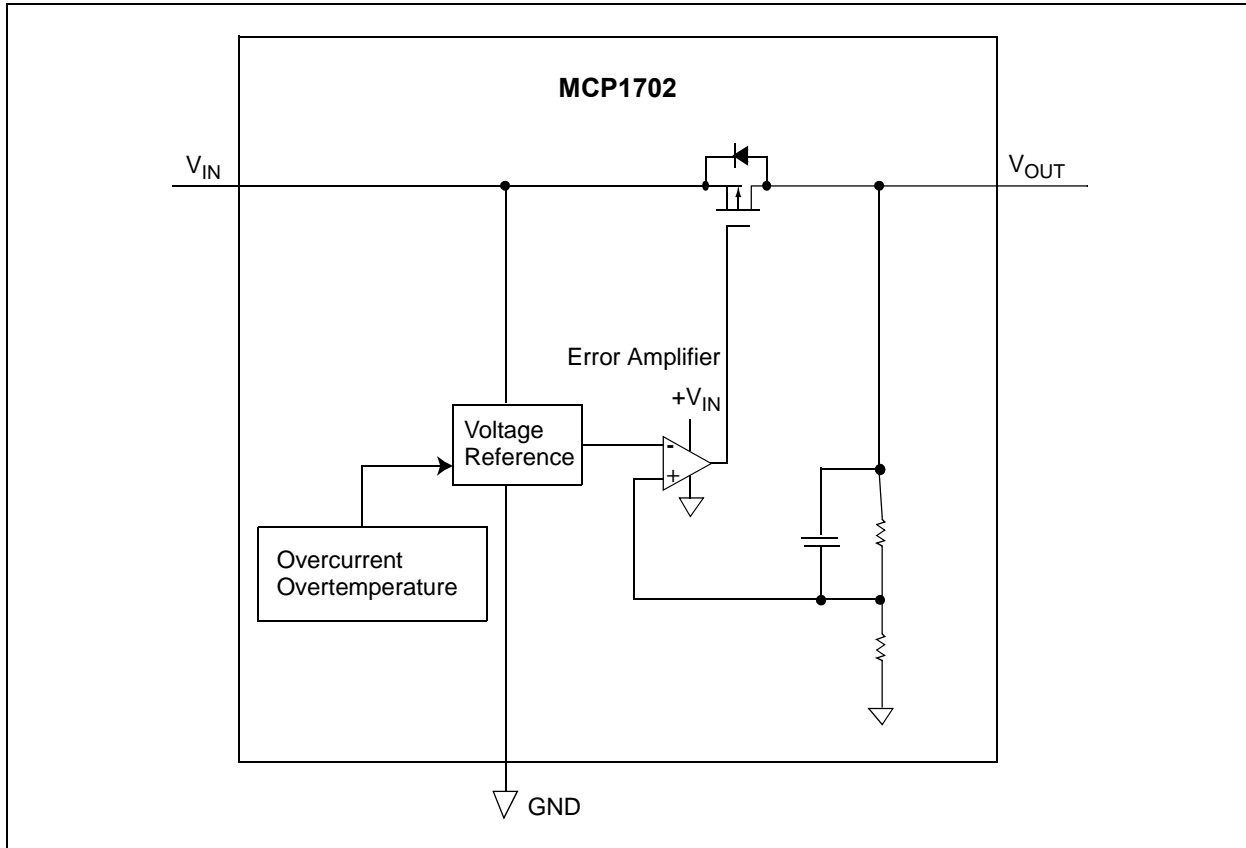 MCP1702
VIN
VOUT
Error Amplifier
+VIN
Voltage
Reference
-
+
Overcurrent
Overtemperature
GND